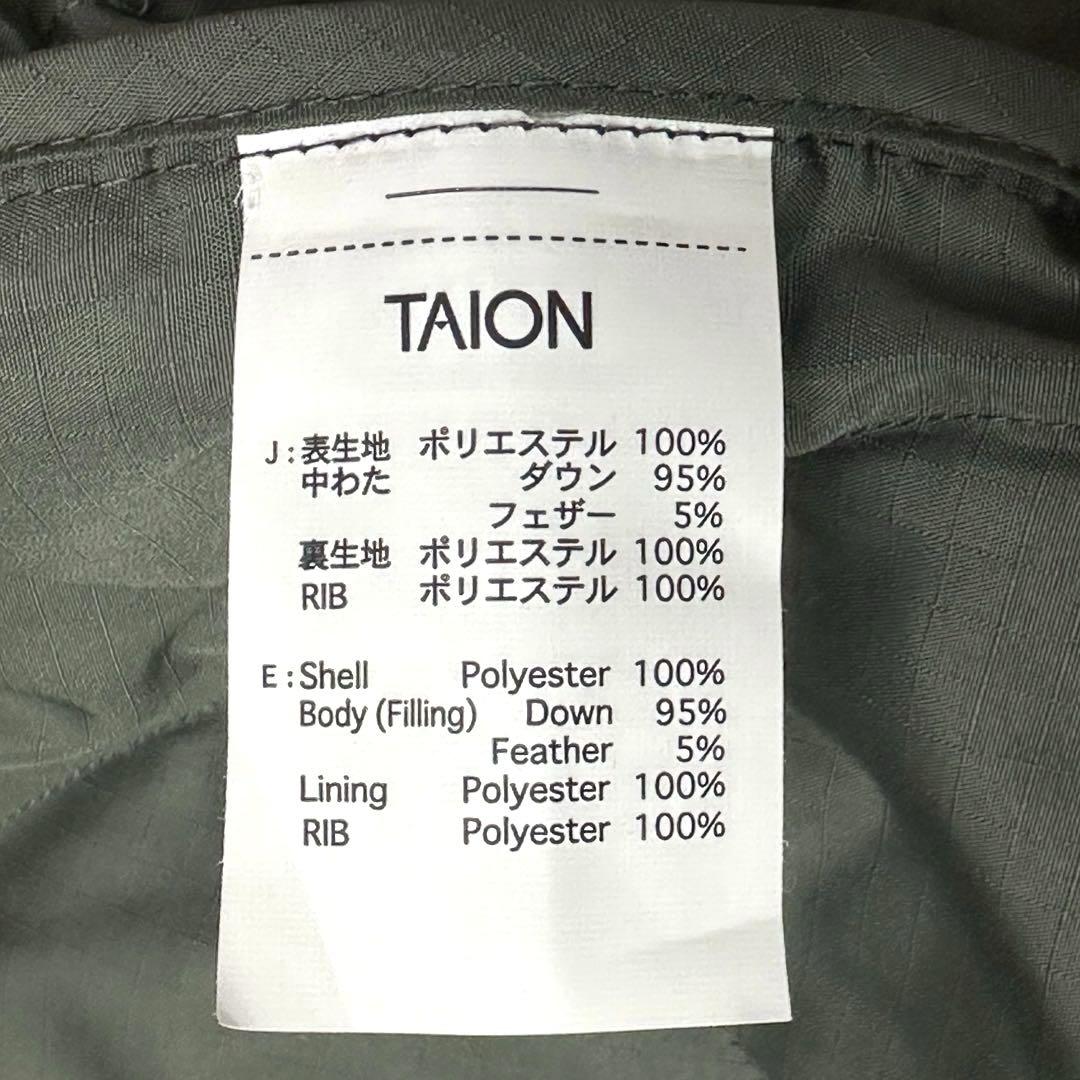 TAION
J:表生地 ポリエステル 100%
中わた ダウン 95%
フェザー 5%
裏生地 ポリエステル 100%
RIB ポリエステル 100%
E:Shell Polyester 100%
Body (Filling) Down 95%
Feather 5%
Lining Polyester 100%
RIB Polyester 100%